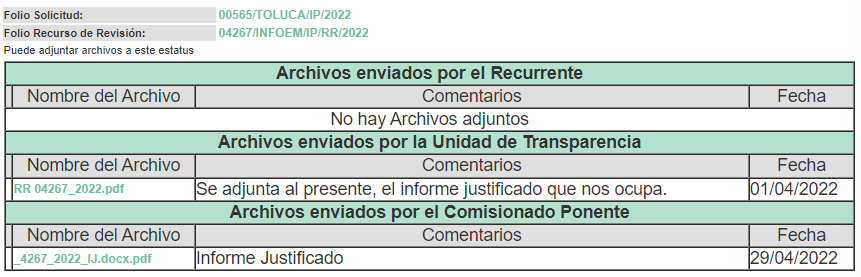 Folio Solicitud: 00565/TOLUCA/IP/2022
Folio Recurso de Revisión: 04267/INFOEM/IP/RR/2022
Puede adjuntar archivos a este estatus
Archivos enviados por el Recurrente
Nombre del Archivo Comentarios Fecha
No hay Archivos adjuntos
Archivos enviados por la Unidad de Transparencia
Nombre del Archivo Comentarios Fecha
RR 04267_2022.pdf Se adjunta al presente, el informe justificado que nos ocupa. 01/04/2022
Archivos enviados por el Comisionado Ponente
Nombre del Archivo Comentarios Fecha
_4267_2022_IJ.docx.pdf Informe Justificado 29/04/2022